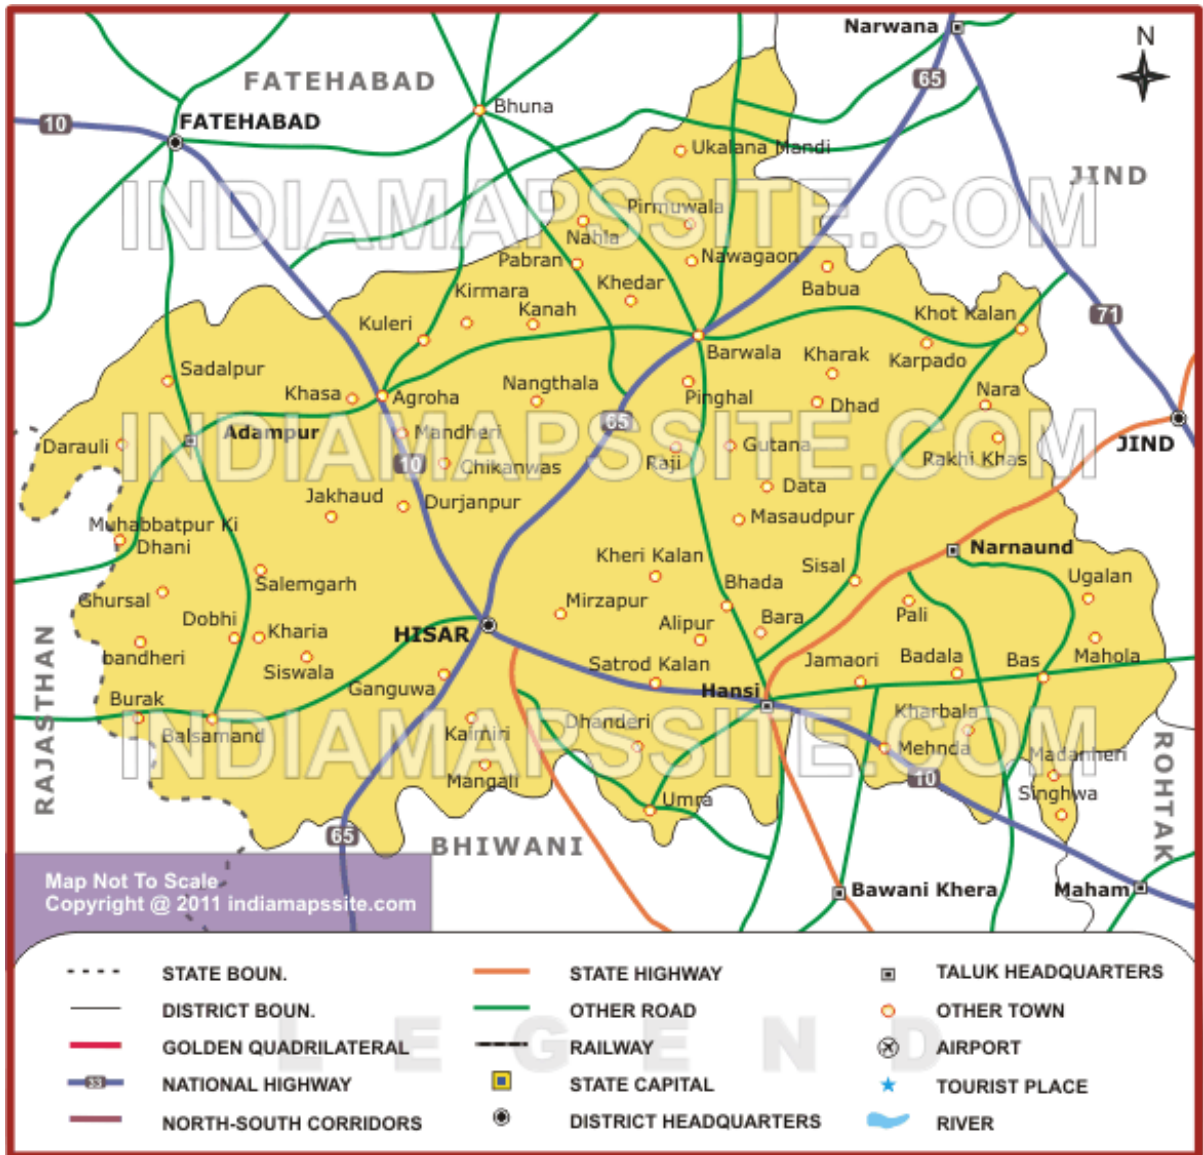 Narwana
N
65
FATEHABAD
Bhuna
10
FATEHABAD
Ukalana Mandi
JIND
INDIAMAPSSITE.COM
Pirmuwala
Nahla
Pabran
Nawagaon
Khedar
Babua
Kirmara
Kanah
Khot Kalan
71
Kuleri
Barwala
Karpado
Sadalpur
Kharak
Khasa
Agroha
Nangthala
Pinghal
Nara
Dhad
65
INDIAMAPSSITE.COM
Adampur
Mandheri
Darauli
Gutana
JIND
Raji
Rakhi Khas
10
Chikanwas
Data
Jakhaud
Durjanpur
Masaudpur
Muhabbatpur Ki
Dhani
Narnaund
Kheri Kalan
Sisal
Salemgarh
Bhada
Ugalan
Ghursal
Mirzapur
Pali
Dobhi
Kharia
HISAR
Alipur
Bara
bandheri
Siswala
Satrod Kalan
Jamaori
Badala
Bas
Mahola
RAJASTHAN
Ganguwa
Hansi
Burak
Balsamand
Kaimiri
Dhanderi
Kharbala
INDIAMAPSSITE.COM
Mehnda
Madanheri
ROHTAK
Mangali
10
Singhwa
Umra
65
BHIWANI
Bawani Khera
Maham
Map Not To Scale
Copyright @ 2011 indiamapssite.com
LEGEND
STATE BOUN.
DISTRICT BOUN.
GOLDEN QUADRILATERAL
33
NATIONAL HIGHWAY
NORTH-SOUTH CORRIDORS
STATE HIGHWAY
OTHER ROAD
RAILWAY
STATE CAPITAL
DISTRICT HEADQUARTERS
TALUK HEADQUARTERS
OTHER TOWN
AIRPORT
TOURIST PLACE
RIVER